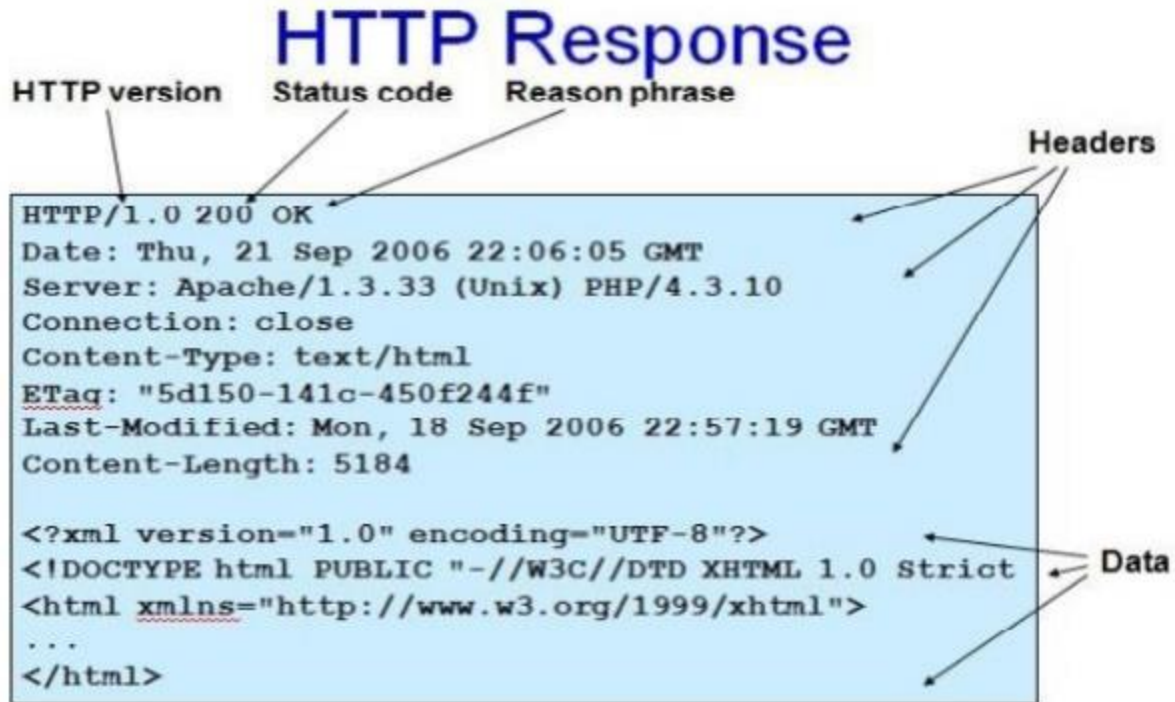 HTTP Response
HTTP version Status code Reason phrase
Headers
HTTP/1.0 200 OK
Date: Thu, 21 Sep 2006 22:06:05 GMT
Server: Apache/1.3.33 (Unix) PHP/4.3.10
Connection: close
Content-Type: text/html
ETag: "5d150-141c-450f244f"
Last-Modified: Mon, 18 Sep 2006 22:57:19 GMT
Content-Length: 5184
<?xml version="1.0" encoding="UTF-8"?>
<!DOCTYPE html PUBLIC "-//W3C//DTD XHTML 1.0 Strict
Data
<html xmlns="http://www.w3.org/1999/xhtml">
...
</html>